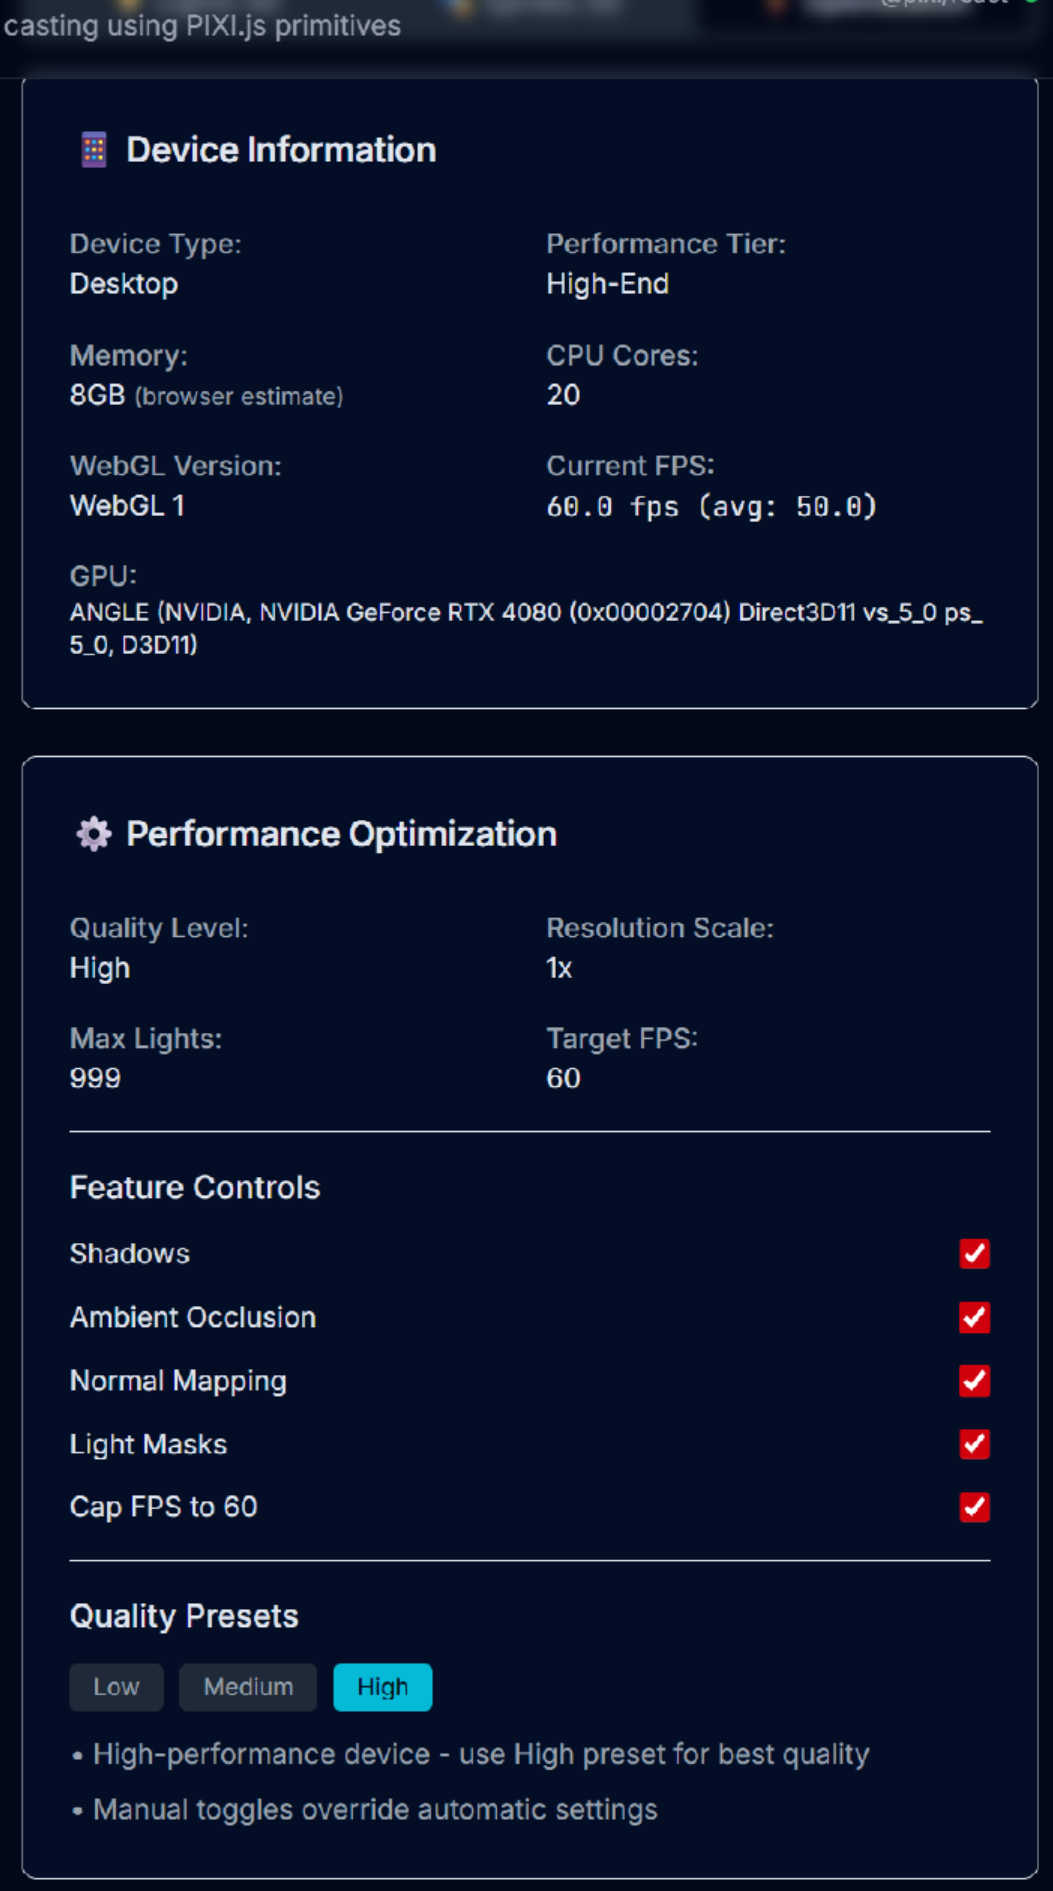 @pixi/react
casting using PIXI.js primitives
Device Information
Device Type:
Desktop
Performance Tier:
High-End
Memory:
8GB (browser estimate)
CPU Cores:
20
WebGL Version:
WebGL 1
Current FPS:
60.0 fps (avg: 50.0)
GPU:
ANGLE (NVIDIA, NVIDIA GeForce RTX 4080 (0x00002704) Direct3D11 vs_5_0 ps_
5_0, D3D11)
Performance Optimization
Quality Level:
High
Resolution Scale:
1x
Max Lights:
999
Target FPS:
60
Feature Controls
Shadows
Ambient Occlusion
Normal Mapping
Light Masks
Cap FPS to 60
Quality Presets
Low
Medium
High
• High-performance device - use High preset for best quality
• Manual toggles override automatic settings